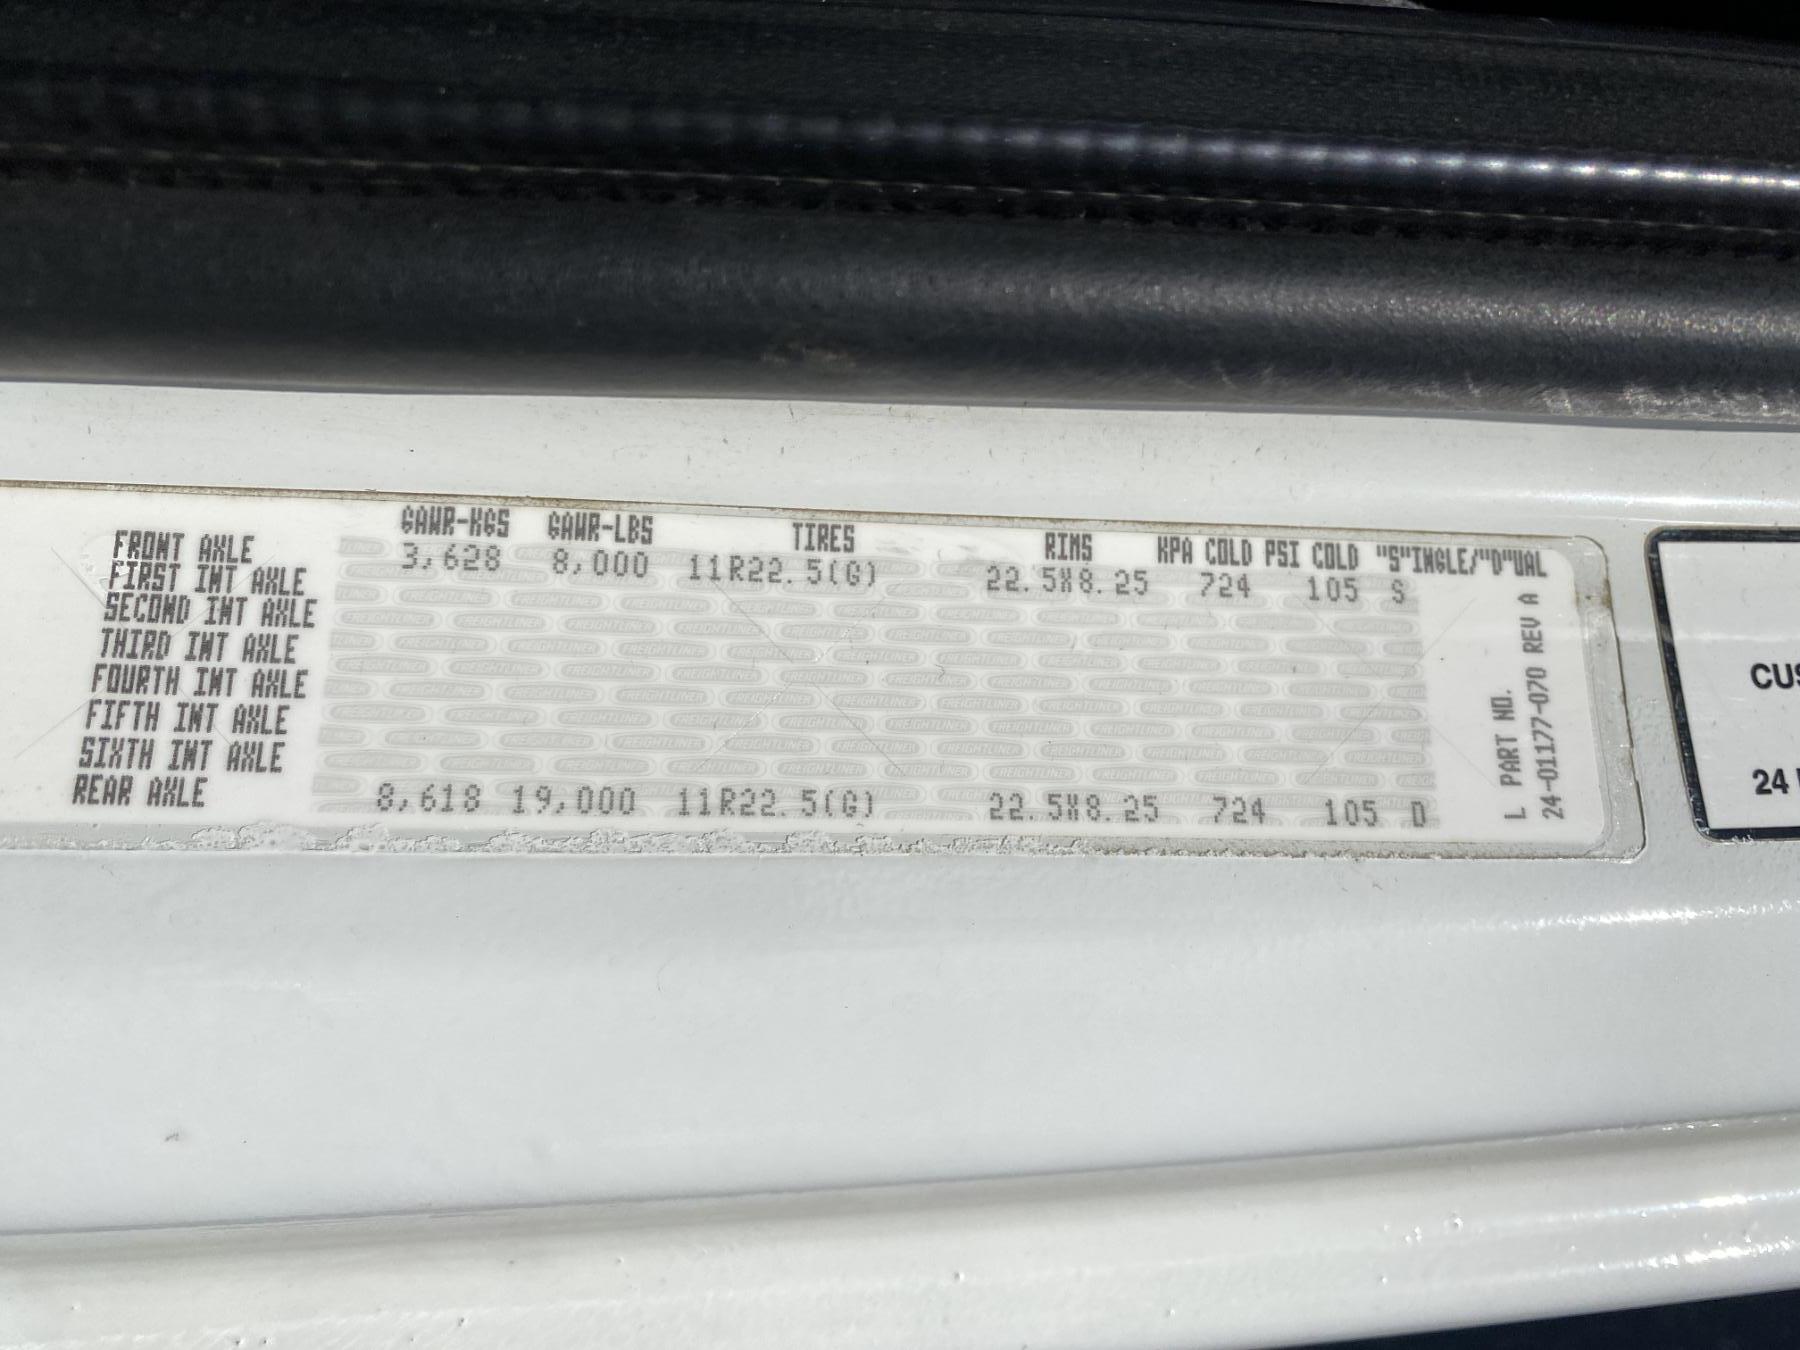 GAWR-KGS GAWR-LBS TIRES RIMS KPA COLD PSI COLD "S"INGLE/"D"UAL
FRONT AXLE 3,628 8,000 11R22.5(G) 22.5X8.25 724 105 S
FIRST INT AXLE
SECOND INT AXLE
THIRD INT AXLE
FOURTH INT AXLE
FIFTH INT AXLE
SIXTH INT AXLE
REAR AXLE 8,618 19,000 11R22.5(G) 22.5X8.25 724 105 D
L PART NO.
24-01177-070 REV A
CUS
24
FREIGHTLINER